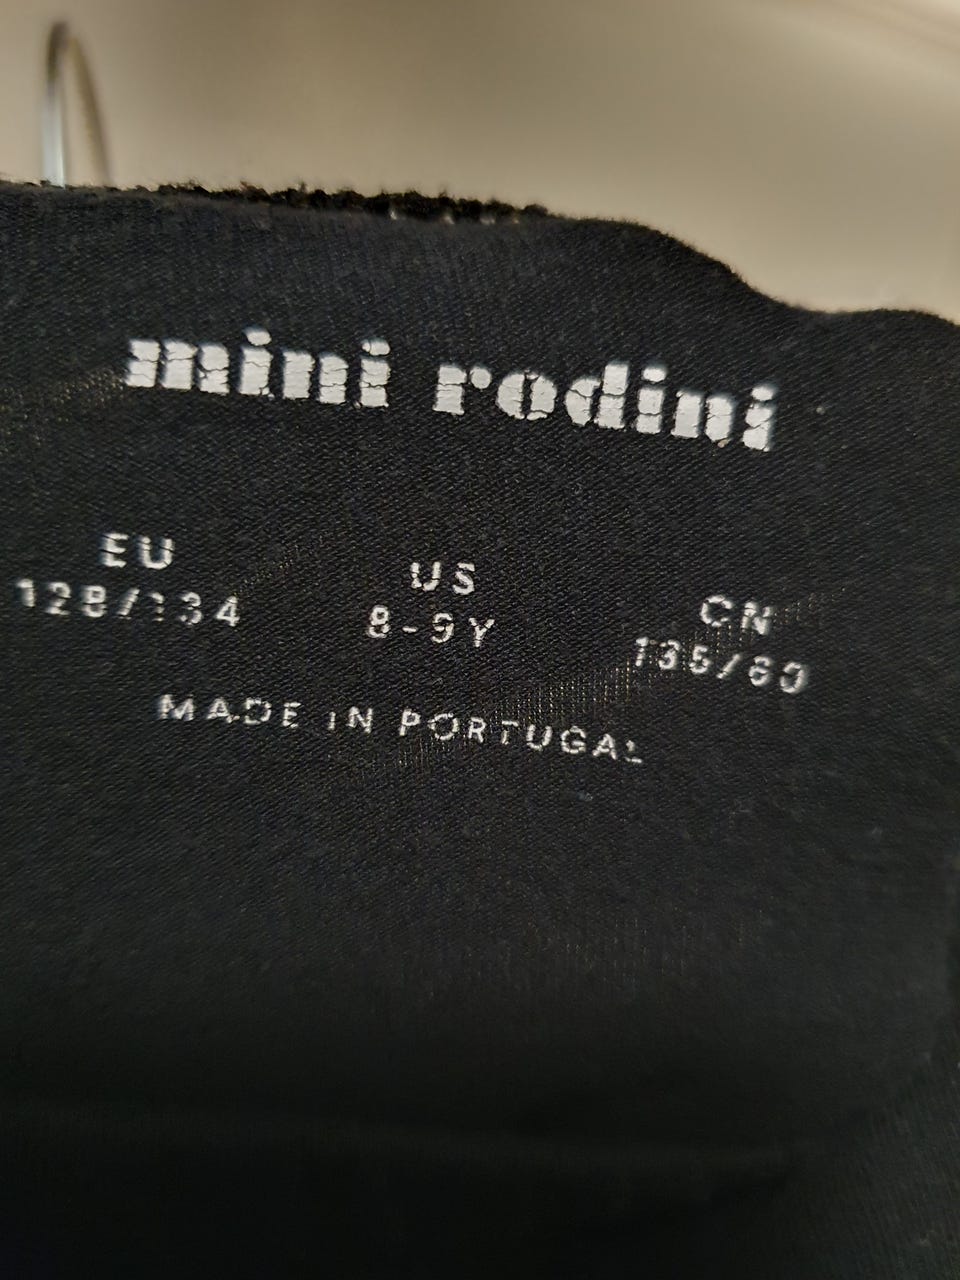 mini rodini
EU US CN
128/134 8-9Y 135/60
MADE IN PORTUGAL